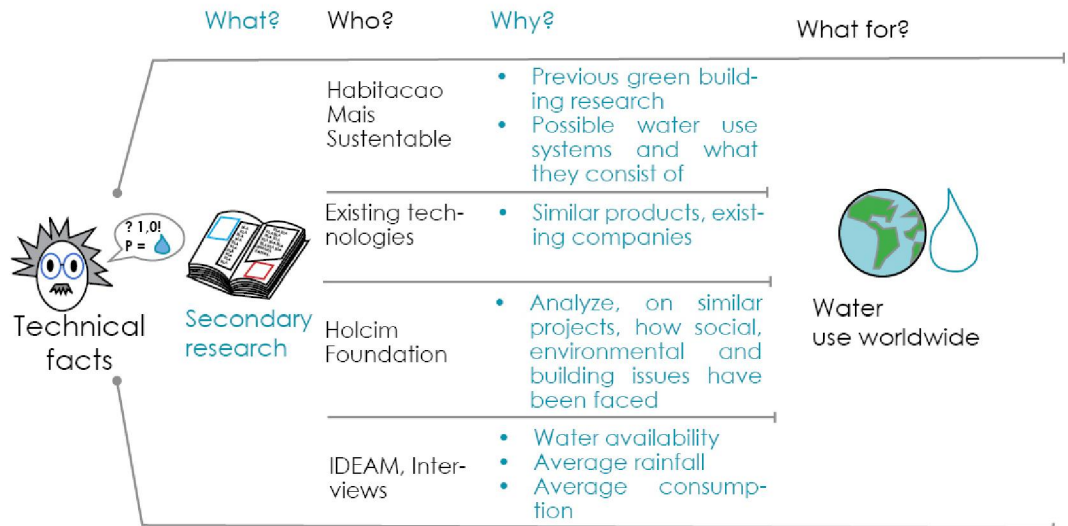 What?
Who?
Why?
What for?
Habitacao
Mais
Sustentable
• Previous green build-
ing research
• Possible water use
systems and what
they consist of
Existing tech-
nologies
• Similar products, exist-
ing companies
? 1,0!
P =
Technical
facts
Secondary
research
Holcim
Foundation
• Analyze, on similar
projects, how social,
environmental and
building issues have
been faced
Water
use worldwide
IDEAM, Inter-
views
• Water availability
• Average rainfall
• Average consump-
tion